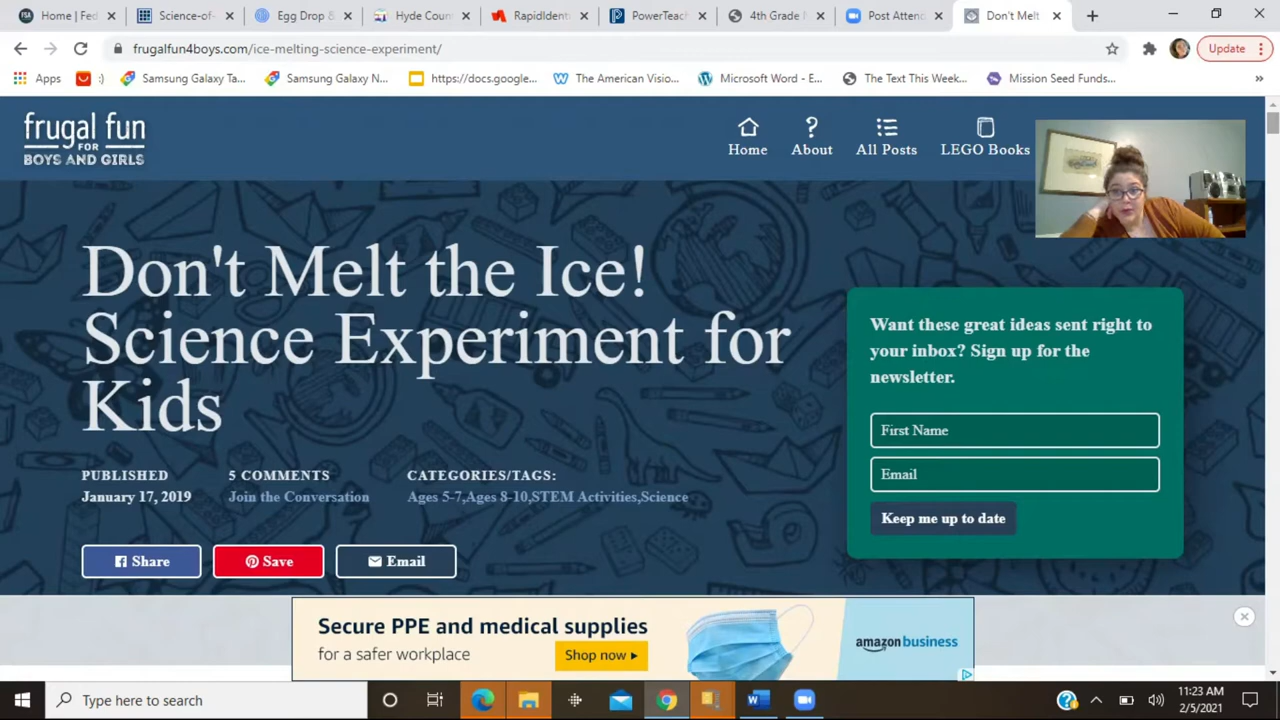 Home | Fed
Science-of-
Egg Drop &
Hyde Coun
RapidIdent
PowerTeac
4th Grade
Post Attend
Don't Melt
frugalfun4boys.com/ice-melting-science-experiment/
Update
Apps
:)
Samsung Galaxy Ta...
Samsung Galaxy N...
https://docs.google...
The American Visio...
Microsoft Word - E...
The Text This Week...
Mission Seed Funds...
»
frugal fun
FOR
BOYS AND GIRLS
Home
About
All Posts
LEGO Books
Don't Melt the Ice!
Science Experiment for
Kids
PUBLISHED
January 17, 2019
5 COMMENTS
Join the Conversation
CATEGORIES/TAGS:
Ages 5-7,Ages 8-10,STEM Activities,Science
Share
Save
Email
Want these great ideas sent right to
your inbox? Sign up for the
newsletter.
First Name
Email
Keep me up to date
Secure PPE and medical supplies
for a safer workplace
Shop now
amazon business
Type here to search
11:23 AM
2/5/2021